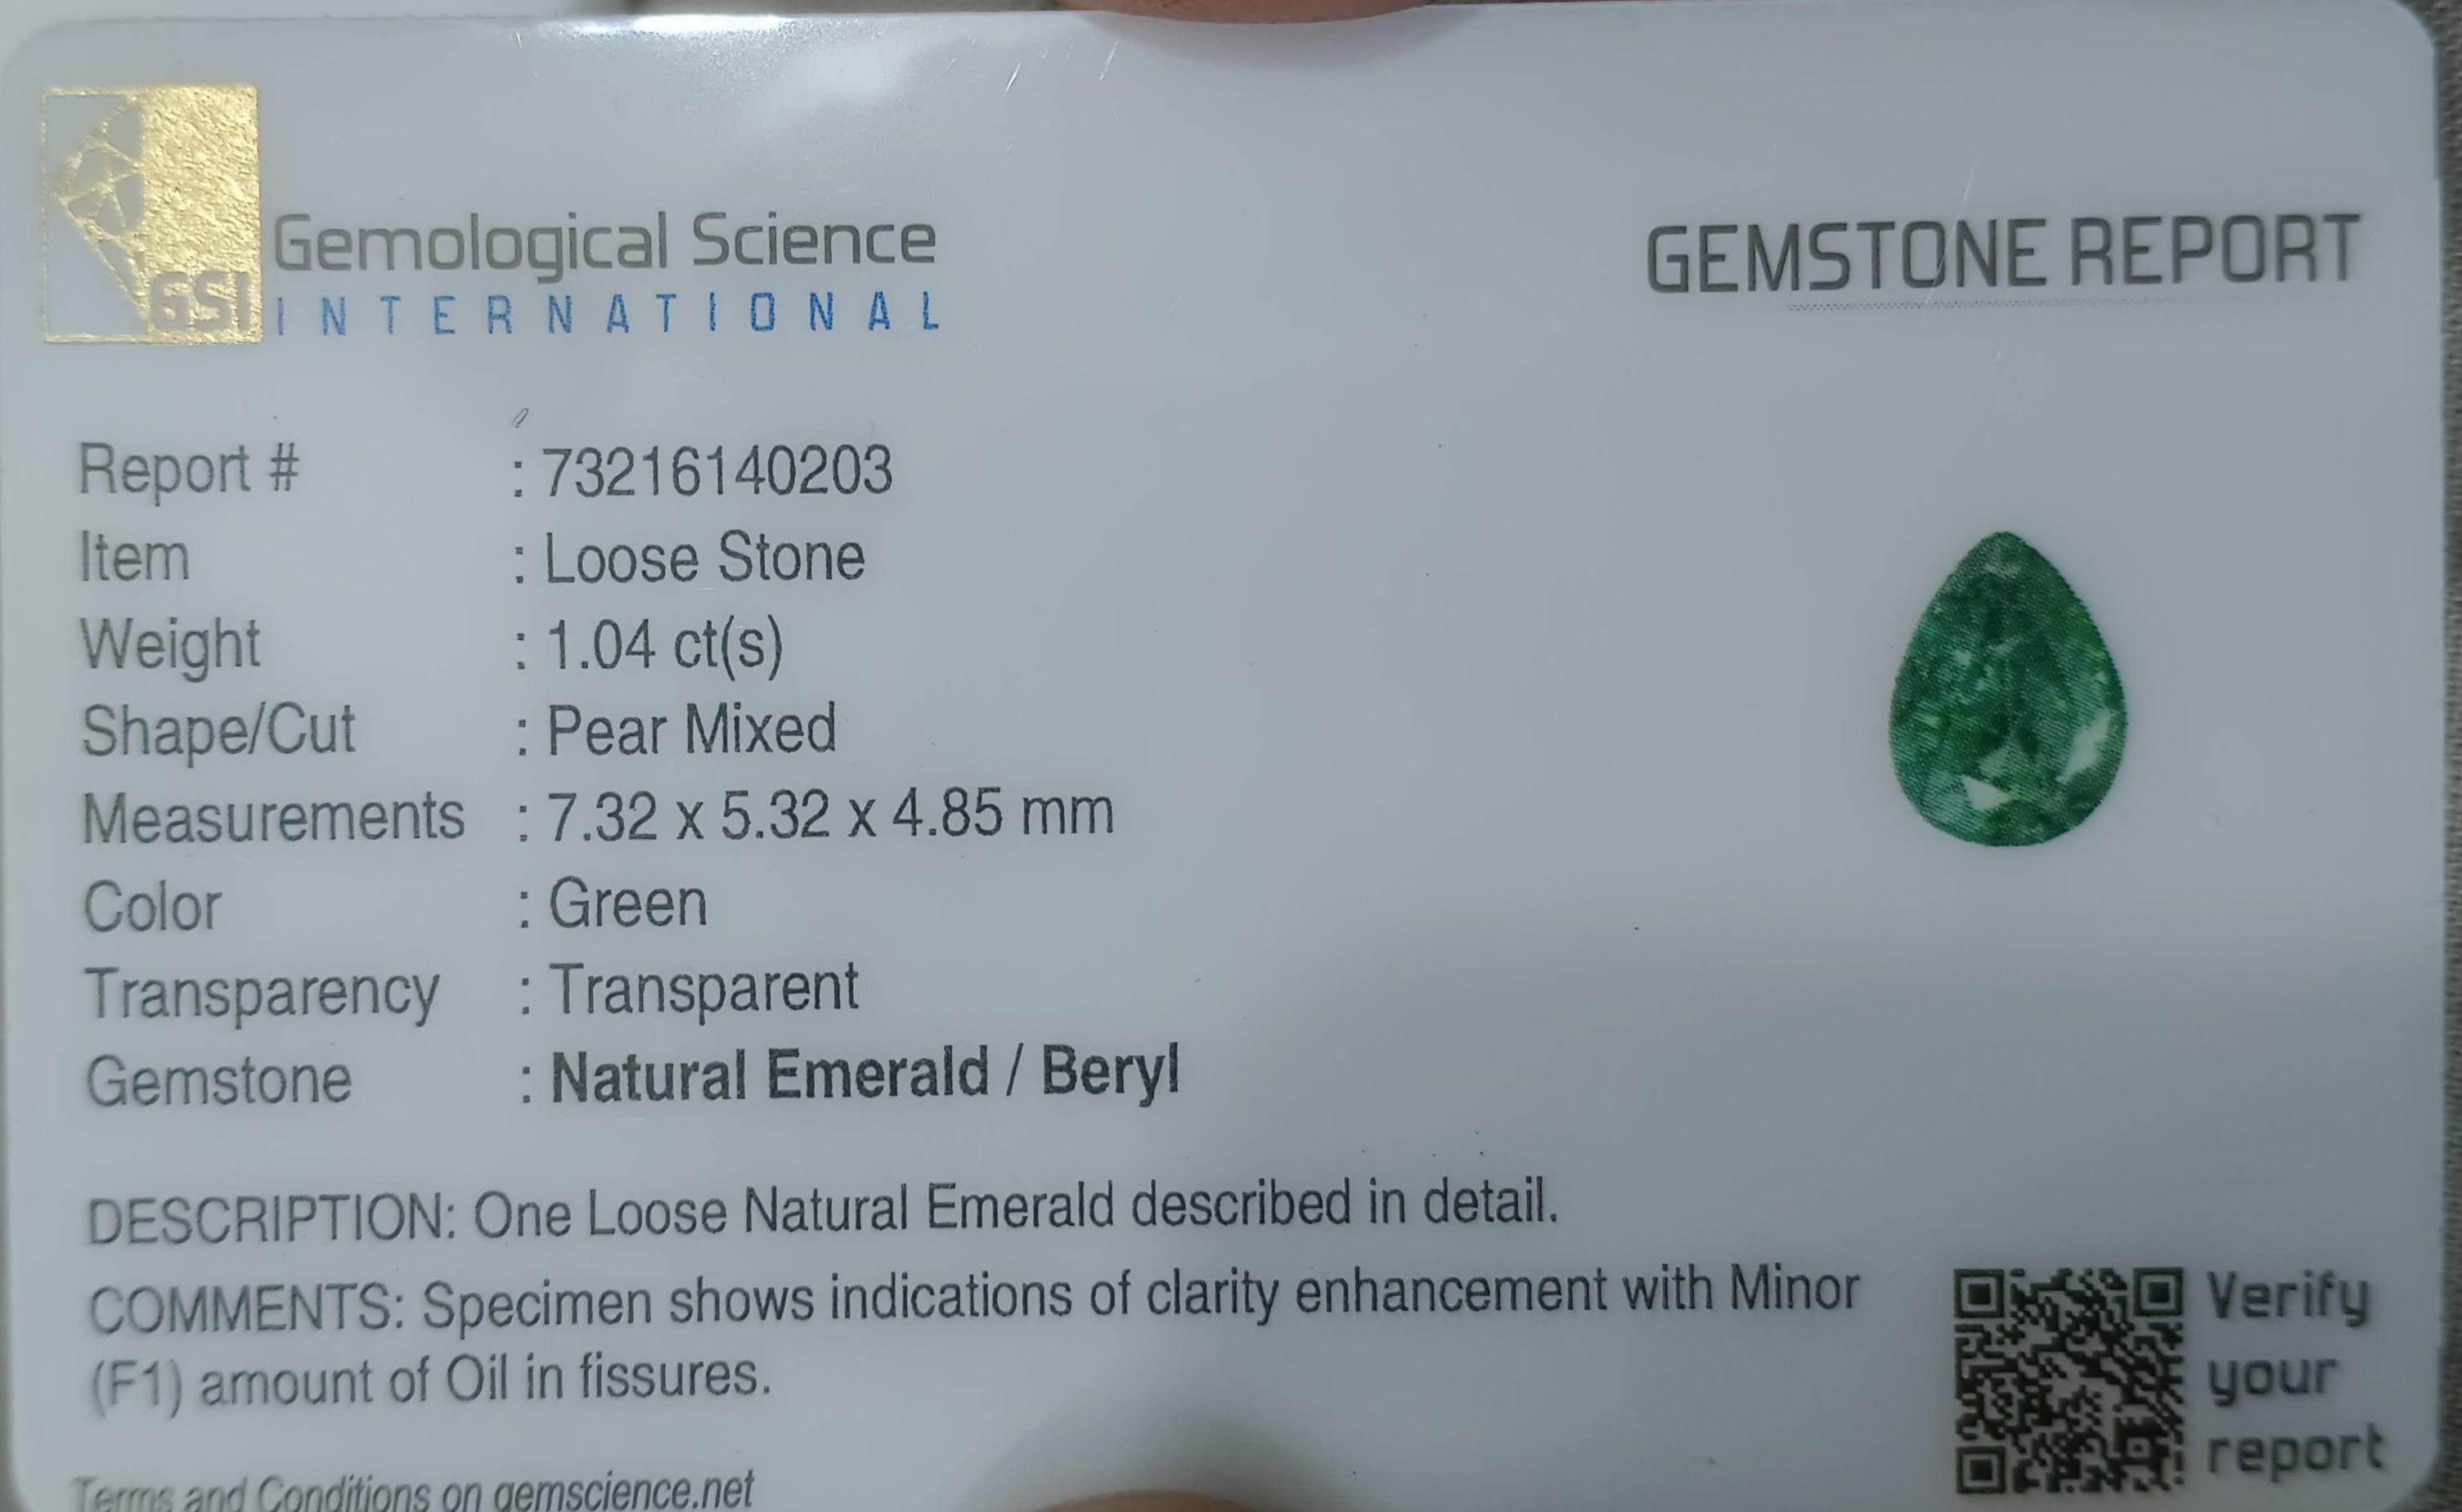 GSI
Gemological Science
INTERNATIONAL
GEMSTONE REPORT
Report # : 73216140203
Item : Loose Stone
Weight : 1.04 ct(s)
Shape/Cut : Pear Mixed
Measurements : 7.32 x 5.32 x 4.85 mm
Color : Green
Transparency : Transparent
Gemstone : Natural Emerald / Beryl
DESCRIPTION: One Loose Natural Emerald described in detail.
COMMENTS: Specimen shows indications of clarity enhancement with Minor
(F1) amount of Oil in fissures.
Verify
your
report
Terms and Conditions on gemscience.net